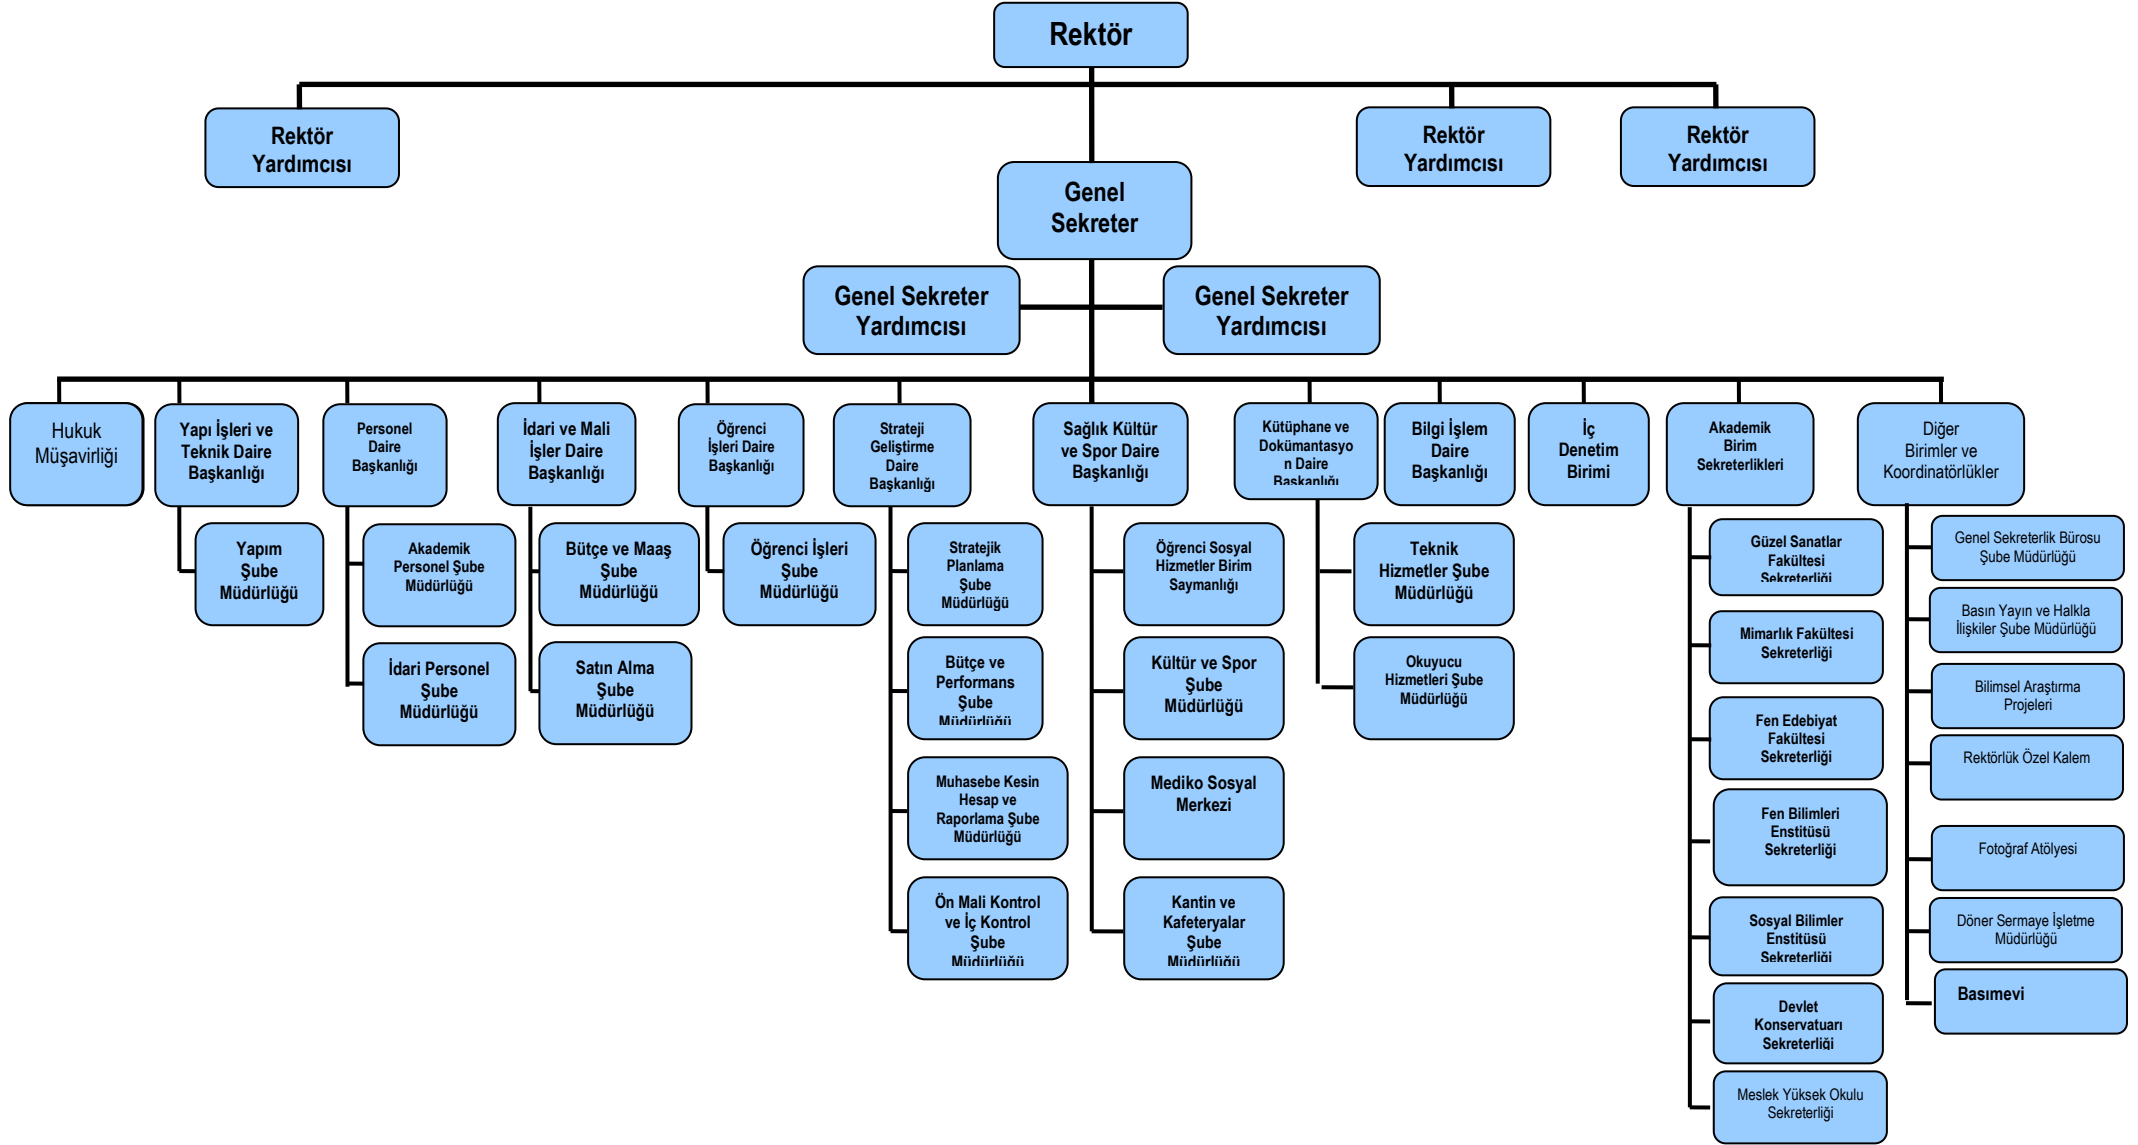 Rektör
Rektör
Yardımcısı
Rektör
Yardımcısı
Rektör
Yardımcısı
Genel
Sekreter
Genel Sekreter
Yardımcısı
Genel Sekreter
Yardımcısı
Hukuk
Müşavirliği
Yapı İşleri ve
Teknik Daire
Başkanlığı
Personel
Daire
Başkanlığı
İdari ve Mali
İşler Daire
Başkanlığı
Öğrenci
İşleri Daire
Başkanlığı
Strateji
Geliştirme
Daire
Başkanlığı
Sağlık Kültür
ve Spor Daire
Başkanlığı
Kütüphane ve
Dokümantasyo
n Daire
Başkanlığı
Bilgi İşlem
Daire
Başkanlığı
İç
Denetim
Birimi
Akademik
Birim
Sekreterlikleri
Diğer
Birimler ve
Koordinatörlükler
Yapım
Şube
Müdürlüğü
Akademik
Personel Şube
Müdürlüğü
İdari Personel
Şube
Müdürlüğü
Bütçe ve Maaş
Şube
Müdürlüğü
Satın Alma
Şube
Müdürlüğü
Öğrenci İşleri
Şube
Müdürlüğü
Stratejik
Planlama
Şube
Müdürlüğü
Bütçe ve
Performans
Şube
Müdürlüğü
Muhasebe Kesin
Hesap ve
Raporlama Şube
Müdürlüğü
Ön Mali Kontrol
ve İç Kontrol
Şube
Müdürlüğü
Öğrenci Sosyal
Hizmetler Birim
Saymanlığı
Kültür ve Spor
Şube
Müdürlüğü
Mediko Sosyal
Merkezi
Kantin ve
Kafeteryalar
Şube
Müdürlüğü
Teknik
Hizmetler Şube
Müdürlüğü
Okuyucu
Hizmetleri Şube
Müdürlüğü
Güzel Sanatlar
Fakültesi
Sekreterliği
Mimarlık Fakültesi
Sekreterliği
Fen Edebiyat
Fakültesi
Sekreterliği
Fen Bilimleri
Enstitüsü
Sekreterliği
Sosyal Bilimler
Enstitüsü
Sekreterliği
Devlet
Konservatuarı
Sekreterliği
Meslek Yüksek Okulu
Sekreterliği
Genel Sekreterlik Bürosu
Şube Müdürlüğü
Basın Yayın ve Halkla
İlişkiler Şube Müdürlüğü
Bilimsel Araştırma
Projeleri
Rektörlük Özel Kalem
Fotoğraf Atölyesi
Döner Sermaye İşletme
Müdürlüğü
Basımevi